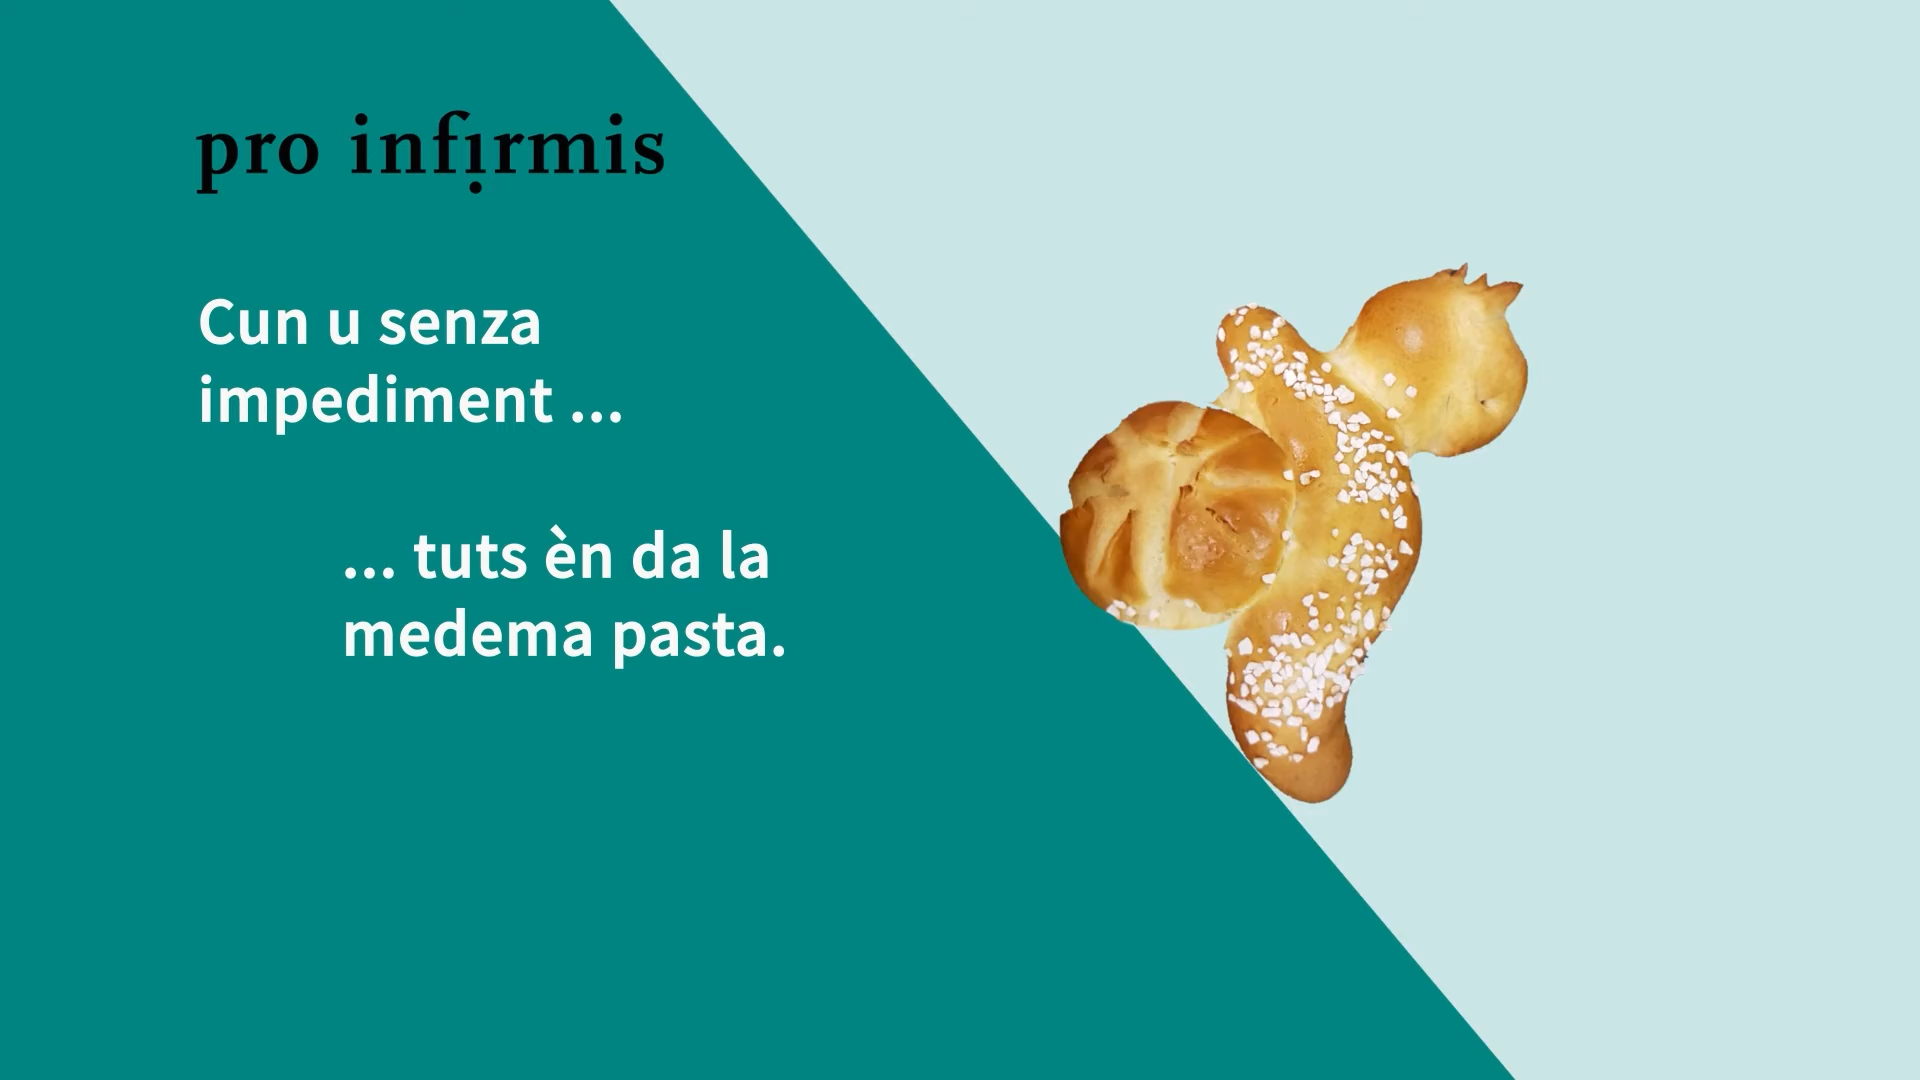 pro infirmis
Cun u senza
impediment ...
... tuts èn da la
medema pasta.